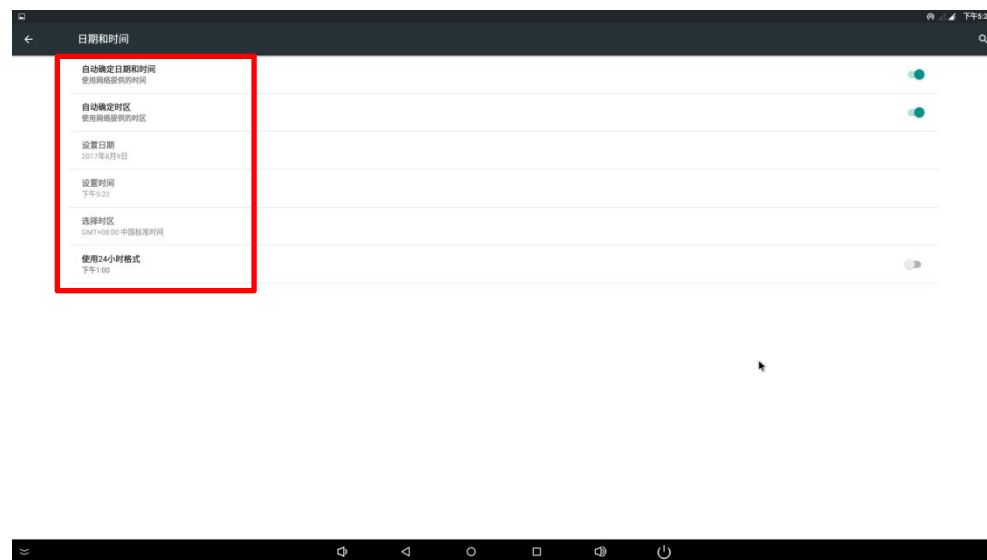 下午5:2
日期和时间
自动确定日期和时间
使用网络提供的时间
自动确定时区
使用网络提供的时区
设置日期
2017年8月9日
设置时间
下午5:22
选择时区
GMT+08:00 中国标准时间
使用24小时格式
下午1:00